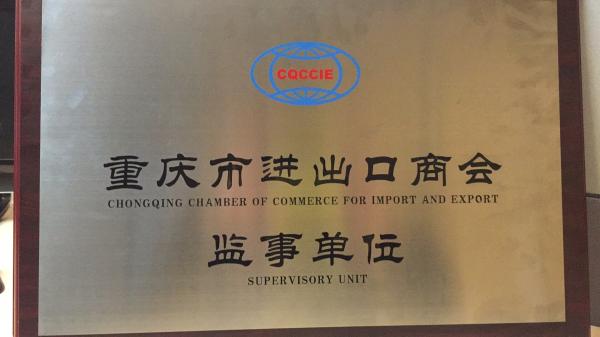 CQCCIE
重庆市进出口商会
CHONGQING CHAMBER OF COMMERCE FOR IMPORT AND EXPORT
监事单位
SUPERVISORY UNIT